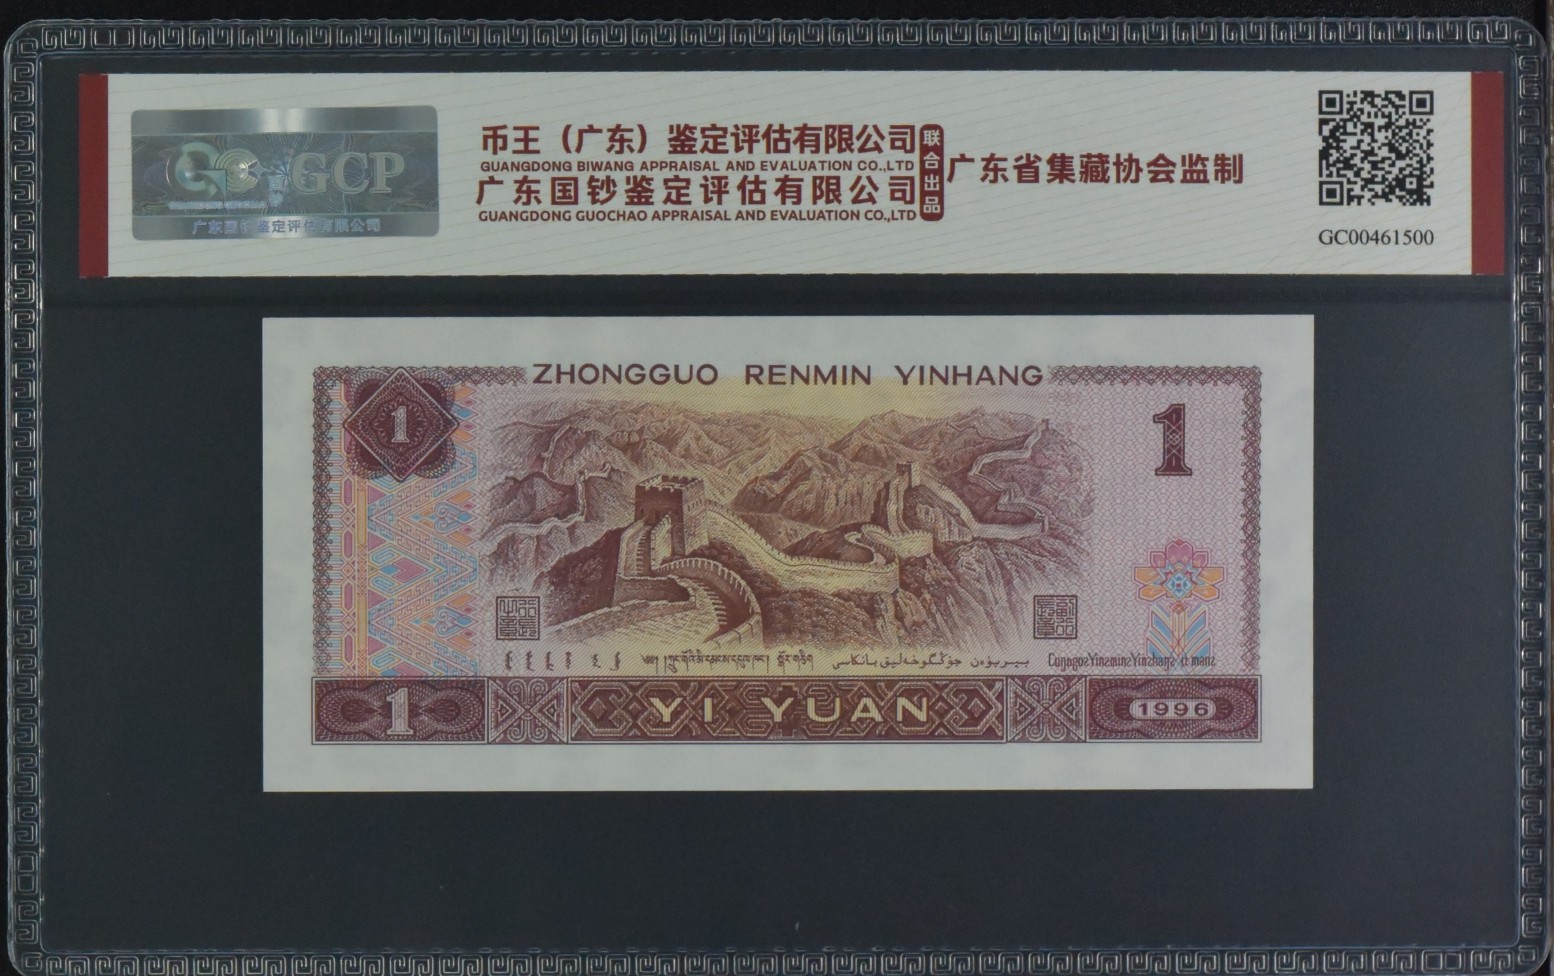 GCP
广东国钞鉴定评估有限公司
币王（广东）鉴定评估有限公司
GUANGDONG BIWANG APPRAISAL AND EVALUATION CO.,LTD
广东国钞鉴定评估有限公司
GUANGDONG GUOCHAO APPRAISAL AND EVALUATION CO.,LTD
联合出品
广东省集藏协会监制
GC00461500
ZHONGGUO RENMIN YINHANG
1
1
1
YI YUAN
1996